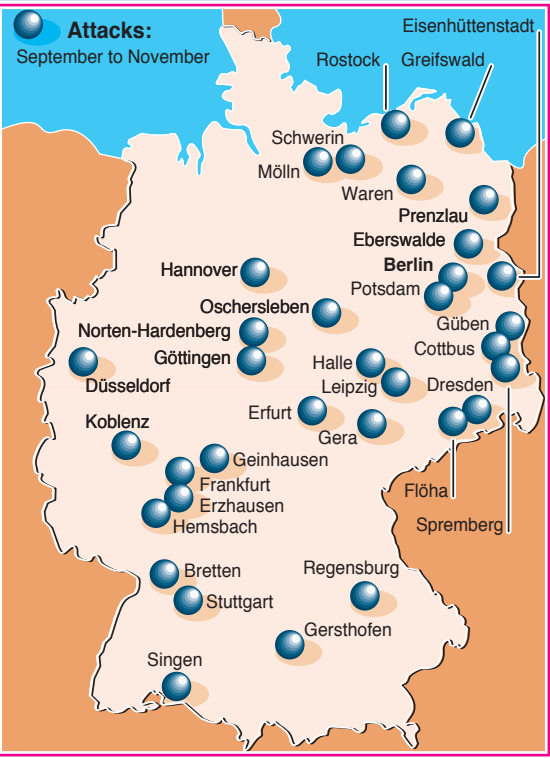 Attacks:
September to November
Eisenhüttenstadt
Rostock
Greifswald
Schwerin
Mölln
Waren
Prenzlau
Eberswalde
Berlin
Potsdam
Hannover
Oschersleben
Norten-Hardenberg
Göttingen
Güben
Cottbus
Halle
Leipzig
Dresden
Düsseldorf
Erfurt
Gera
Koblenz
Geinhausen
Frankfurt
Erzhausen
Hemsbach
Flöha
Spremberg
Bretten
Stuttgart
Regensburg
Gersthofen
Singen